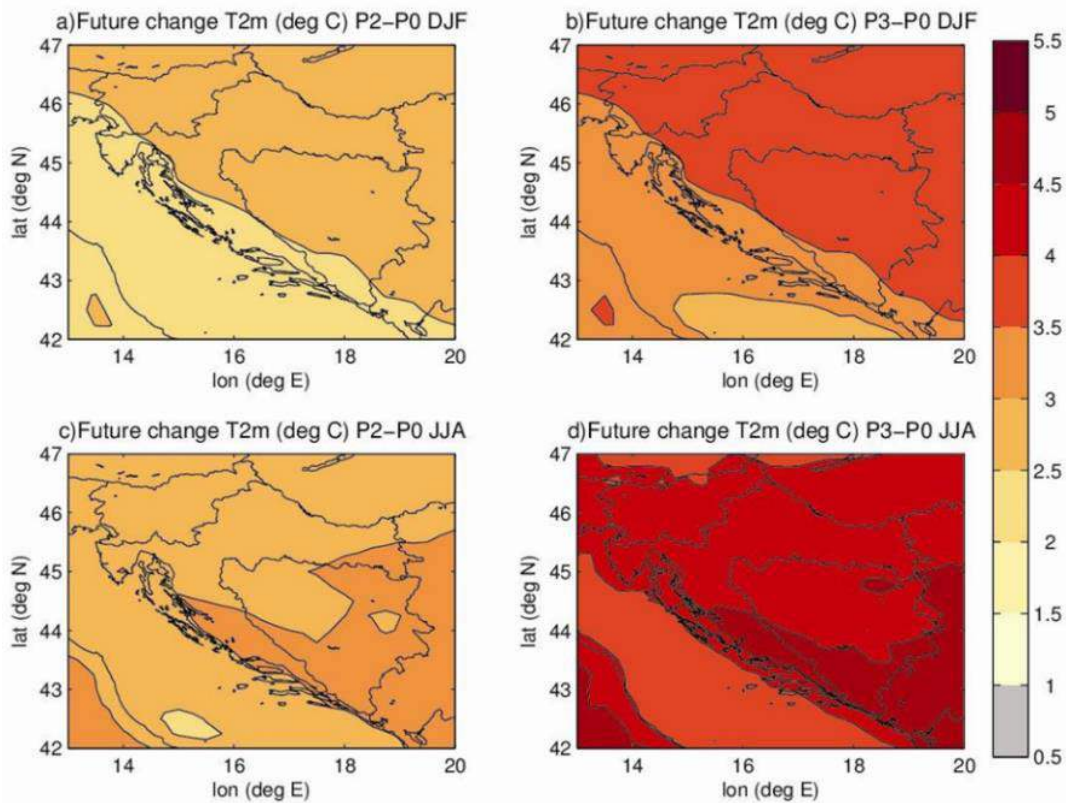 a)Future change T2m (deg C) P2−P0 DJF
47
46
45
44
43
42
lat (deg N)
14 16 18 20
lon (deg E)
b)Future change T2m (deg C) P3−P0 DJF
47
46
45
44
43
42
lat (deg N)
14 16 18 20
lon (deg E)
c)Future change T2m (deg C) P2−P0 JJA
47
46
45
44
43
42
lat (deg N)
14 16 18 20
lon (deg E)
d)Future change T2m (deg C) P3−P0 JJA
47
46
45
44
43
42
lat (deg N)
14 16 18 20
lon (deg E)
5.5
5
4.5
4
3.5
3
2.5
2
1.5
1
0.5